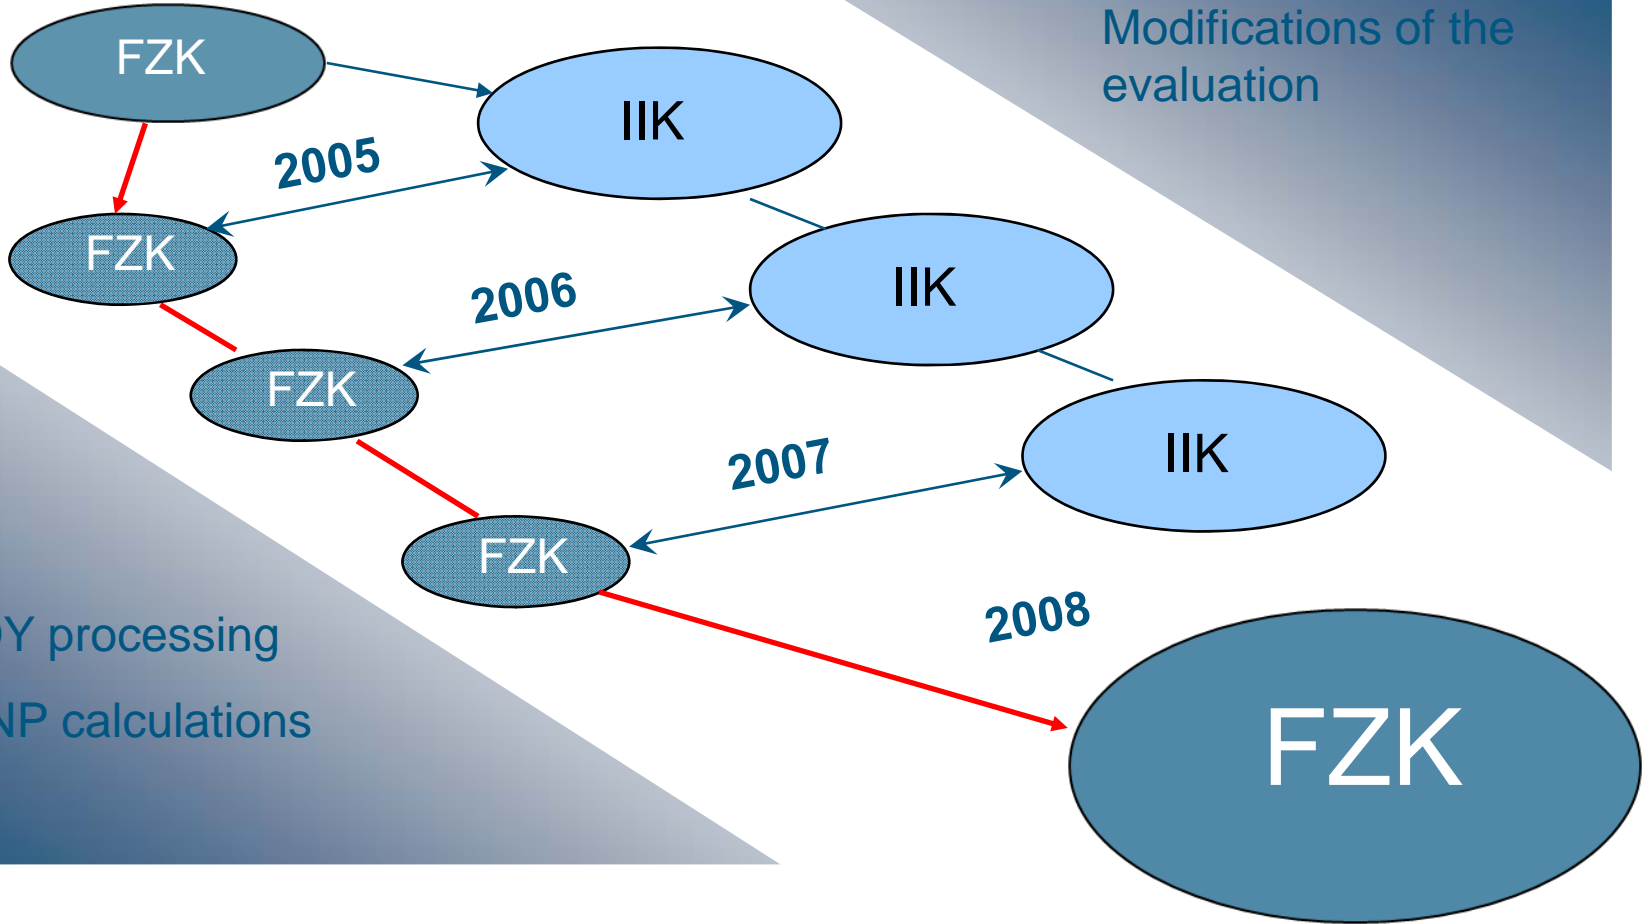 FZK
Modifications of the
evaluation
IIK
2005
FZK
IIK
2006
FZK
IIK
2007
FZK
2008
processing
calculations
FZK